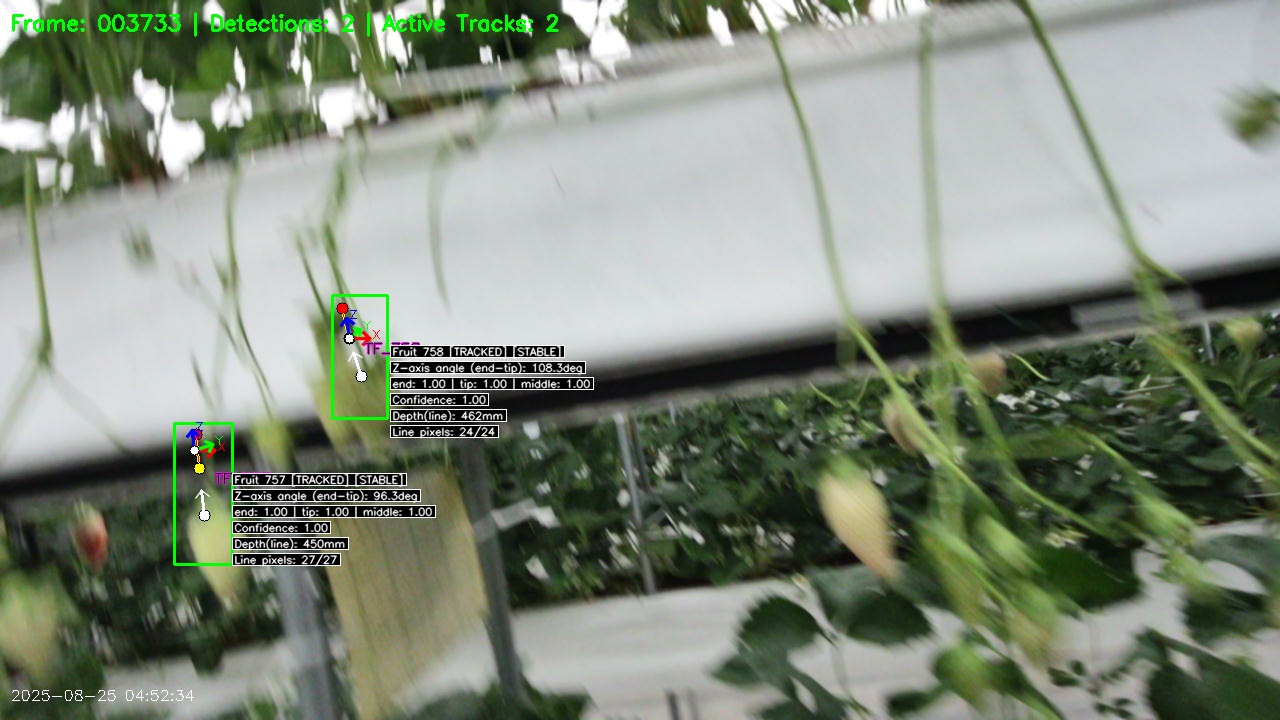 Frame: 003733 | Detections: 2 | Active Tracks: 2
Z
Y
X
Fruit 758 [TRACKED] [STABLE]
Z-axis angle (end-tip): 108.3deg
end: 1.00 | tip: 1.00 | middle: 1.00
Confidence: 1.00
Depth(line): 462mm
Line pixels: 24/24
Z
Y
X
Fruit 757 [TRACKED] [STABLE]
Z-axis angle (end-tip): 96.3deg
end: 1.00 | tip: 1.00 | middle: 1.00
Confidence: 1.00
Depth(line): 450mm
Line pixels: 27/27
2025-08-25 04:52:34